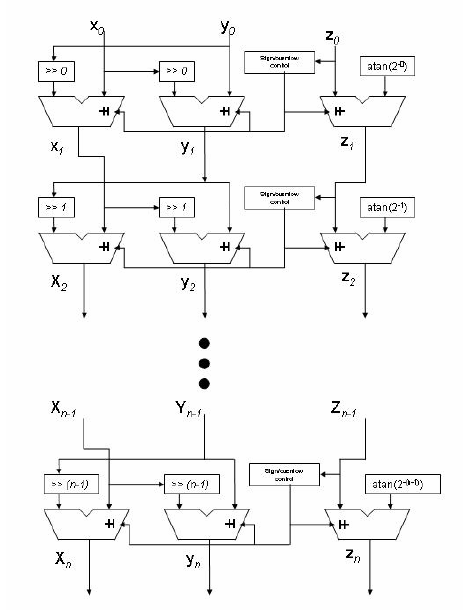 x0 y0 z0
>> 0 >> 0 Sign/overflow control atan(2-0)
+/- +/- +/-
x1 y1 z1
>> 1 >> 1 Sign/overflow control atan(2-1)
+/- +/- +/-
X2 y2 z2
Xn-1 Yn-1 Zn-1
>> (n-1) >> (n-1) Sign/overflow control atan(2-(n-1))
+/- +/- +/-
Xn yn zn